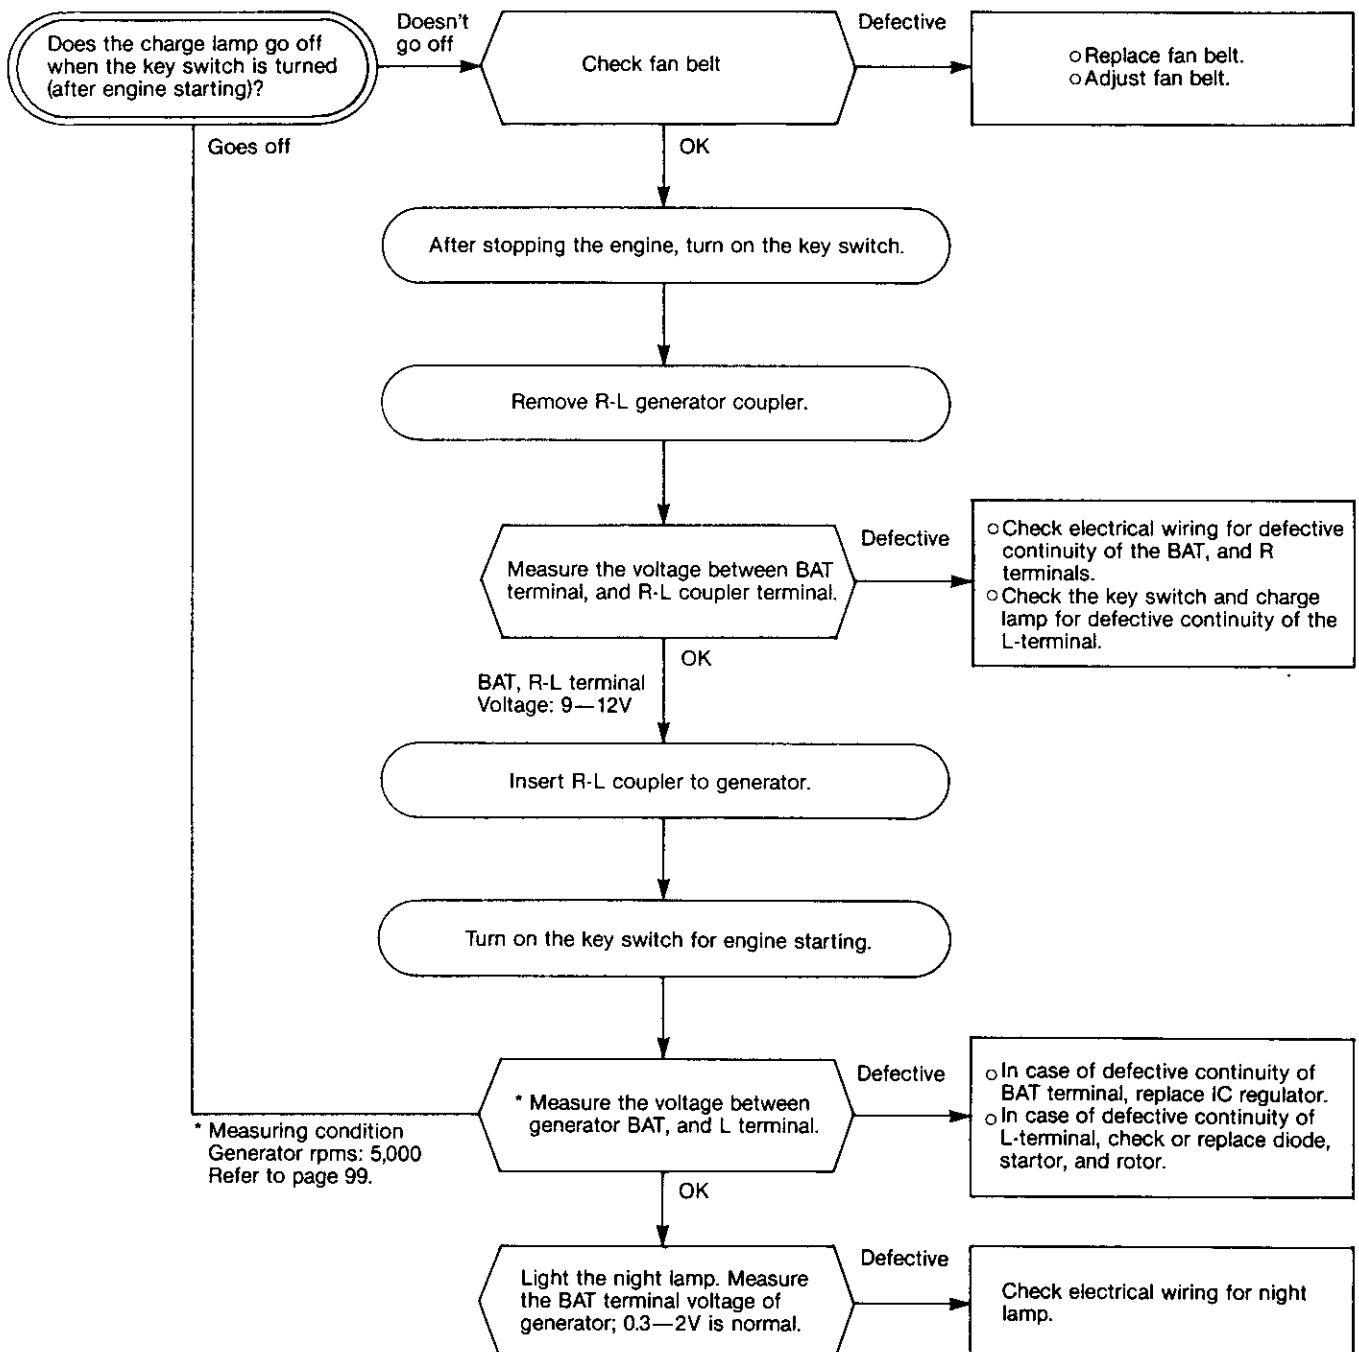 Does the charge lamp go off
when the key switch is turned
(after engine starting)?
Doesn't
go off
Check fan belt
Defective
○ Replace fan belt.
○ Adjust fan belt.
Goes off
OK
After stopping the engine, turn on the key switch.
Remove R-L generator coupler.
Measure the voltage between BAT
terminal, and R-L coupler terminal.
Defective
○ Check electrical wiring for defective
continuity of the BAT, and R
terminals.
○ Check the key switch and charge
lamp for defective continuity of the
L-terminal.
OK
BAT, R-L terminal
Voltage: 9—12V
Insert R-L coupler to generator.
Turn on the key switch for engine starting.
* Measure the voltage between
generator BAT, and L terminal.
Defective
○ In case of defective continuity of
BAT terminal, replace IC regulator.
○ In case of defective continuity of
L-terminal, check or replace diode,
startor, and rotor.
* Measuring condition
Generator rpms: 5,000
Refer to page 99.
OK
Light the night lamp. Measure
the BAT terminal voltage of
generator; 0.3—2V is normal.
Defective
Check electrical wiring for night
lamp.